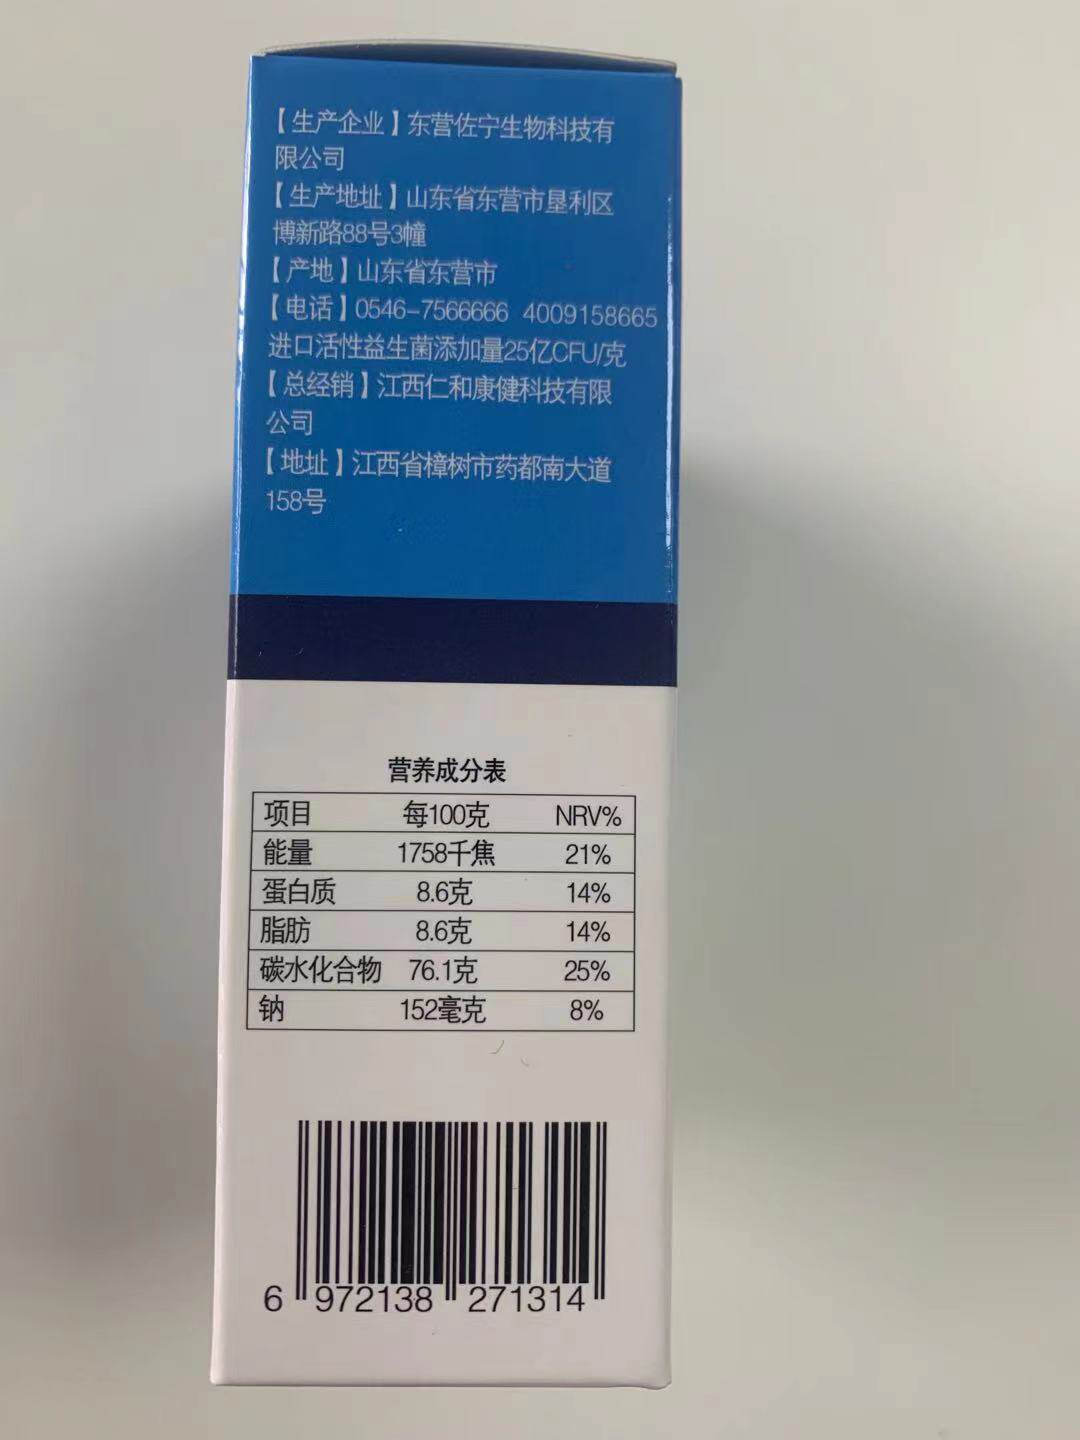 【生产企业】东营佐宁生物科技有
限公司
【生产地址】山东省东营市垦利区
博新路88号3幢
【产地】山东省东营市
【电话】0546-7566666 4009158665
进口活性益生菌添加量25亿CFU/克
【总经销】江西仁和康健科技有限
公司
【地址】江西省樟树市药都南大道
158号
营养成分表
项目 每100克 NRV%
能量 1758千焦 21%
蛋白质 8.6克 14%
脂肪 8.6克 14%
碳水化合物 76.1克 25%
钠 152毫克 8%
6 972138 271314